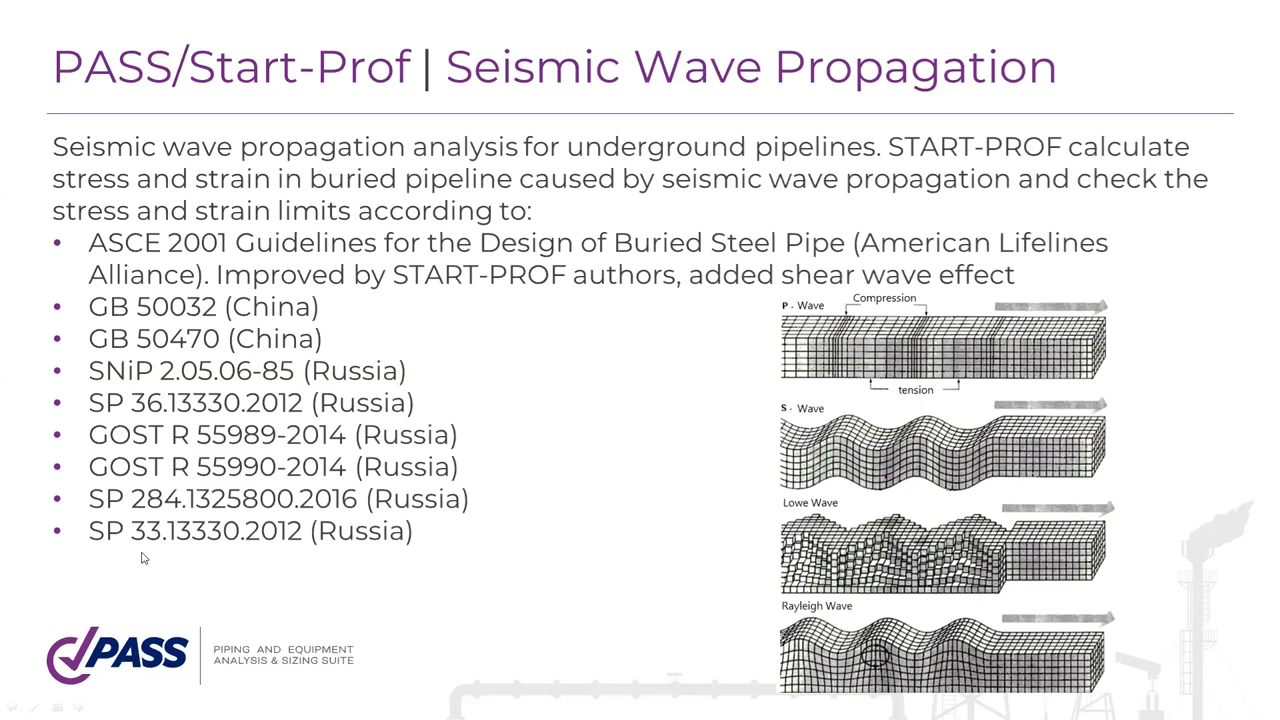 PASS/Start-Prof | Seismic Wave Propagation
Seismic wave propagation analysis for underground pipelines. START-PROF calculate
stress and strain in buried pipeline caused by seismic wave propagation and check the
stress and strain limits according to:
• ASCE 2001 Guidelines for the Design of Buried Steel Pipe (American Lifelines
Alliance). Improved by START-PROF authors, added shear wave effect
• GB 50032 (China)
• GB 50470 (China)
• SNiP 2.05.06-85 (Russia)
• SP 36.13330.2012 (Russia)
• GOST R 55989-2014 (Russia)
• GOST R 55990-2014 (Russia)
• SP 284.1325800.2016 (Russia)
• SP 33.13330.2012 (Russia)
P - Wave
Compression
tension
S - Wave
Lowe Wave
Rayleigh Wave
PASS
PIPING AND EQUIPMENT
ANALYSIS & SIZING SUITE